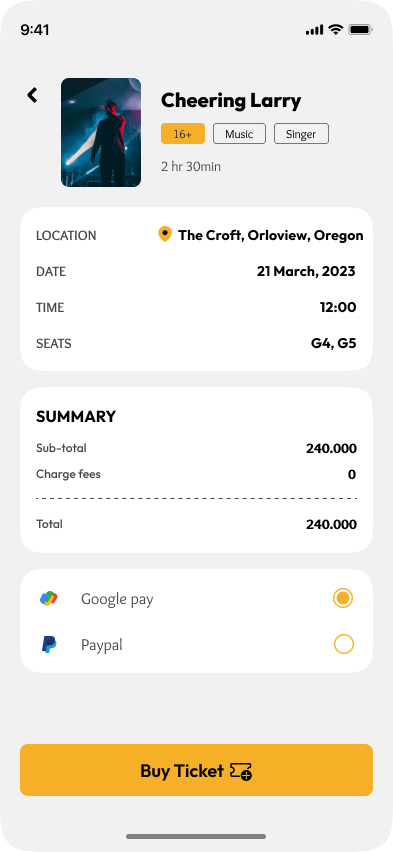 9:41
Cheering Larry
16+ Music Singer
2 hr 30min
LOCATION The Croft, Orloview, Oregon
DATE 21 March, 2023
TIME 12:00
SEATS G4, G5
SUMMARY
Sub-total 240.000
Charge fees 0
Total 240.000
Google pay
Paypal
Buy Ticket